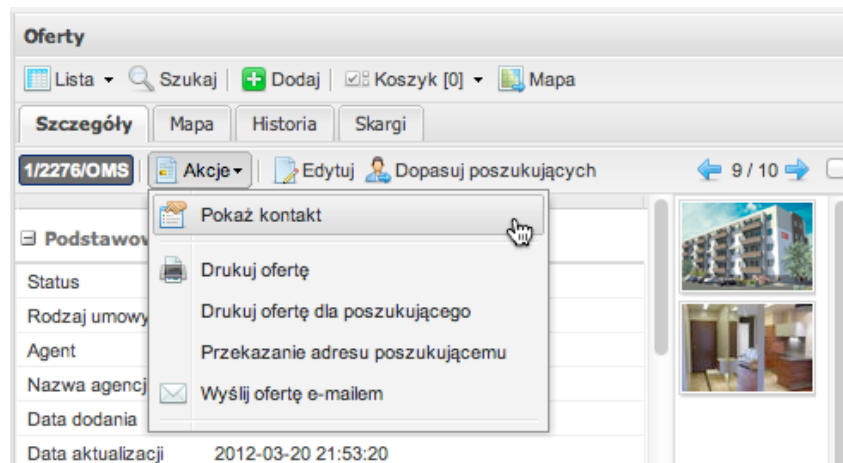 Oferty
Lista Szukaj Dodaj Koszyk [0] Mapa
Szczegóły Mapa Historia Skargi
1/2276/OMS Akcje Edytuj Dopasuj poszukujących 9 / 10
Pokaż kontakt
Status
Drukuj ofertę
Rodzaj umowy
Drukuj ofertę dla poszukującego
Agent
Przekazanie adresu poszukującemu
Nazwa agencj
Wyślij ofertę e-mailem
Data dodania
Data aktualizacji 2012-03-20 21:53:20